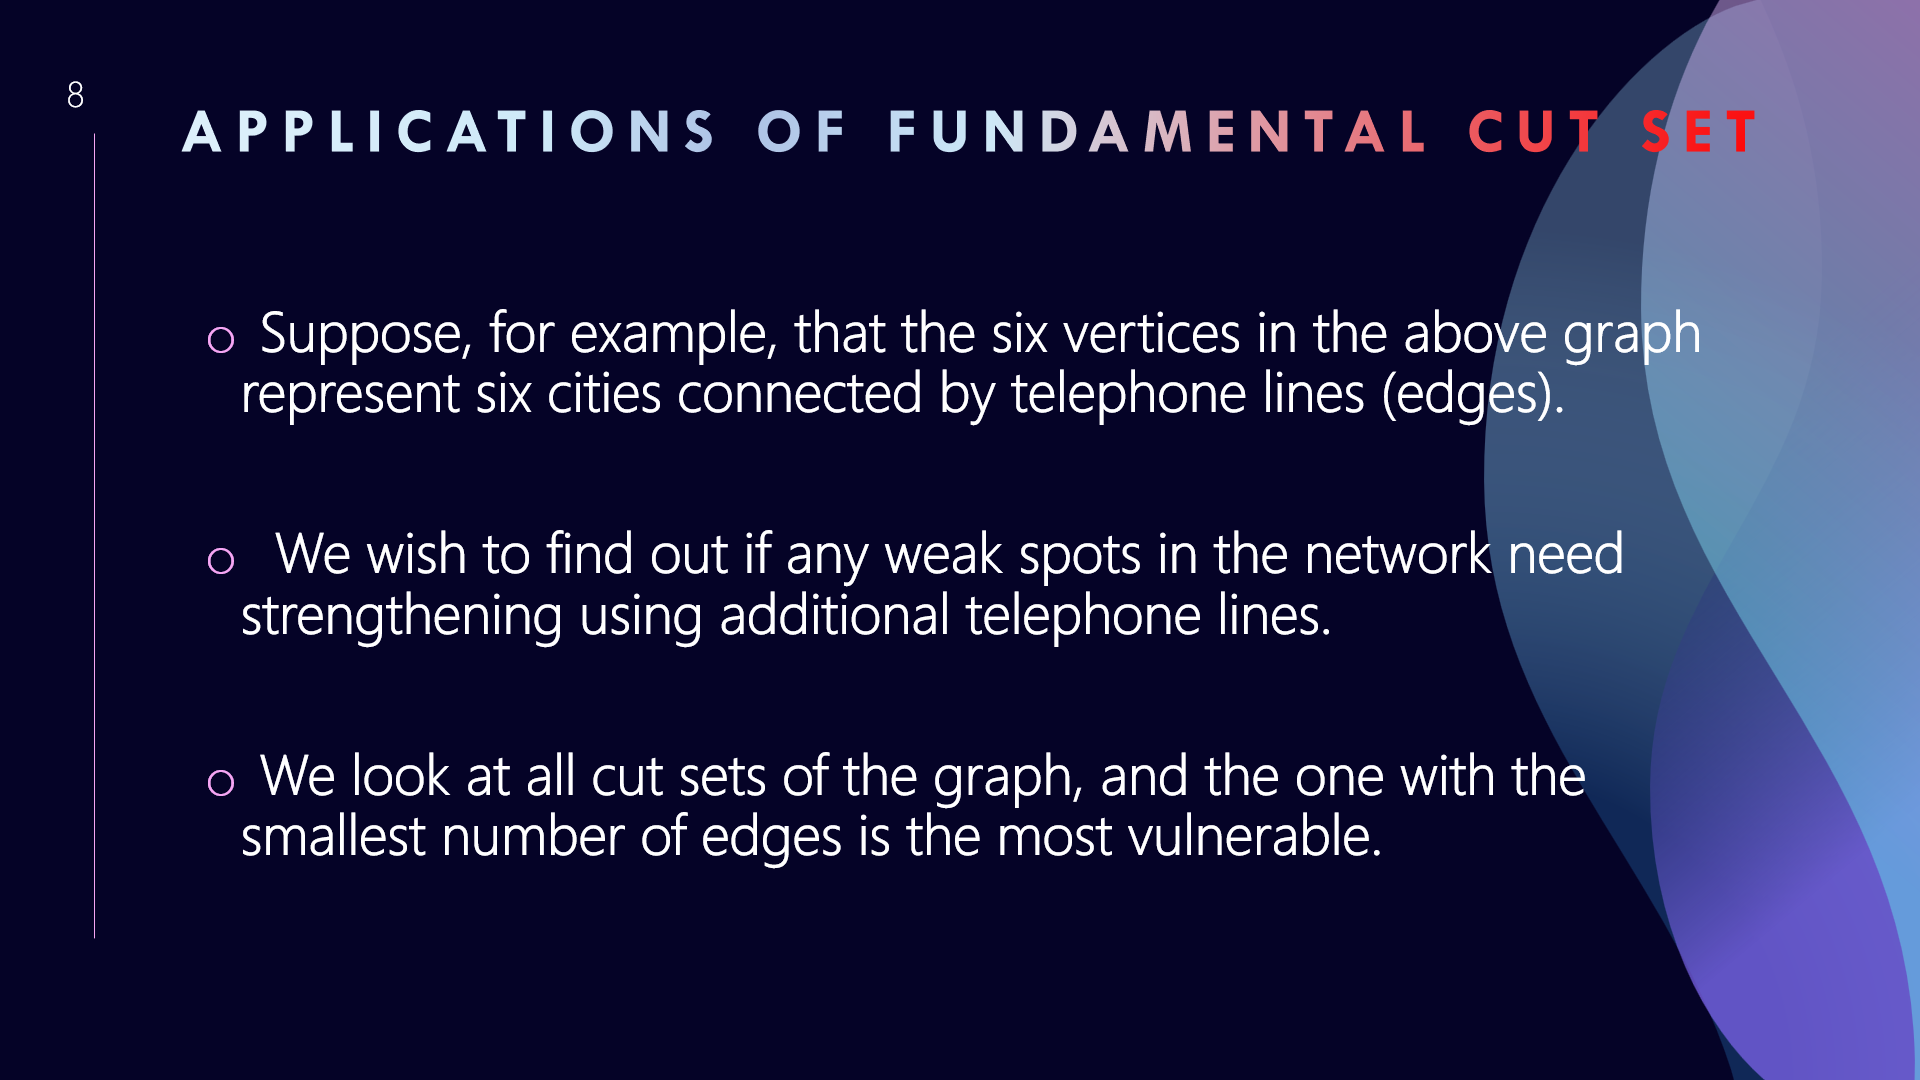 8
APPLICATIONS OF FUNDAMENTAL CUT SET
o Suppose, for example, that the six vertices in the above graph
represent six cities connected by telephone lines (edges).
o We wish to find out if any weak spots in the network need
strengthening using additional telephone lines.
o We look at all cut sets of the graph, and the one with the
smallest number of edges is the most vulnerable.